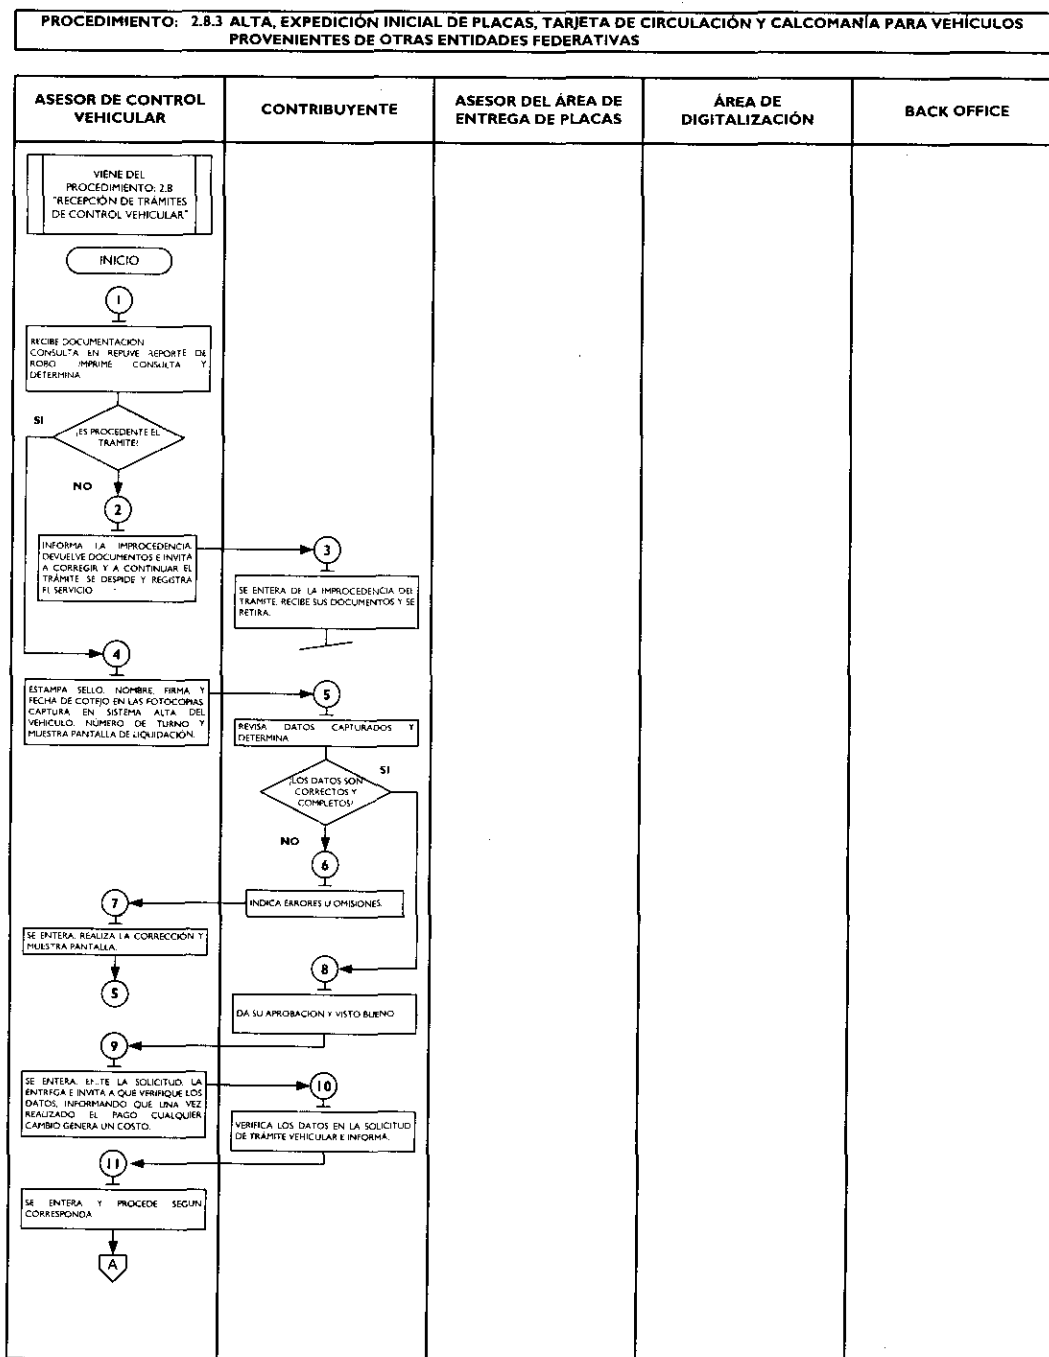 PROCEDIMIENTO: 2.8.3 ALTA, EXPEDICIÓN INICIAL DE PLACAS, TARJETA DE CIRCULACIÓN Y CALCOMANÍA PARA VEHÍCULOS
PROVENIENTES DE OTRAS ENTIDADES FEDERATIVAS
ASESOR DE CONTROL
VEHICULAR
CONTRIBUYENTE
ASESOR DEL ÁREA DE
ENTREGA DE PLACAS
ÁREA DE
DIGITALIZACIÓN
BACK OFFICE
VIENE DEL
PROCEDIMIENTO: 2.8
"RECEPCIÓN DE TRÁMITES
DE CONTROL VEHICULAR"
INICIO
1
RECIBE DOCUMENTACIÓN
CONSULTA EN REPUVE REPORTE DE
ROBO IMPRIME CONSULTA Y
DETERMINA
SI
¿ES PROCEDENTE EL
TRAMITE?
NO
2
INFORMA LA IMPROCEDENCIA
DEVUELVE DOCUMENTOS E INVITA
A CORREGIR Y A CONTINUAR EL
TRÁMITE SE DESPIDE Y REGISTRA
EL SERVICIO
3
SE ENTERA DE LA IMPROCEDENCIA DEL
TRAMITE, RECIBE SUS DOCUMENTOS Y SE
RETIRA.
4
ESTAMPA SELLO, NOMBRE, FIRMA Y
FECHA DE COTEJO EN LAS FOTOCOPIAS
CAPTURA EN SISTEMA ALTA DEL
VEHICULO, NÚMERO DE TURNO Y
MUESTRA PANTALLA DE LIQUIDACIÓN.
5
REVISA DATOS CAPTURADOS Y
DETERMINA
¿LOS DATOS SON
CORRECTOS Y
COMPLETOS?
SI
NO
6
INDICA ERRORES U OMISIONES.
7
SE ENTERA, REALIZA LA CORRECCIÓN Y
MUESTRA PANTALLA.
5
8
DA SU APROBACION Y VISTO BUENO
9
SE ENTERA, EMITE LA SOLICITUD, LA
ENTREGA E INVITA A QUE VERIFIQUE LOS
DATOS, INFORMANDO QUE UNA VEZ
REALIZADO EL PAGO CUALQUIER
CAMBIO GENERA UN COSTO.
10
VERIFICA LOS DATOS EN LA SOLICITUD
DE TRÁMITE VEHICULAR E INFORMA.
11
SE ENTERA Y PROCEDE SEGUN
CORRESPONDA
A